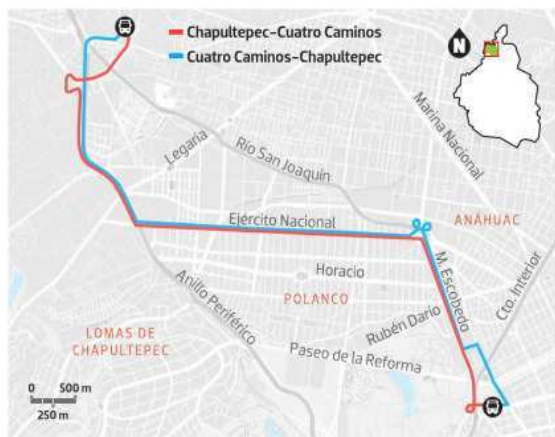 Chapultepec-Cuatro Caminos
Cuatro Caminos-Chapultepec
N
Marina Nacional
Legaria
Río San Joaquín
Ejército Nacional
ANÁHUAC
M. Escobedo
Cto. Interior
Horacio
Anillo Periférico
POLANCO
Rubén Darío
LOMAS DE
CHAPULTEPEC
Paseo de la Reforma
0 500 m
250 m